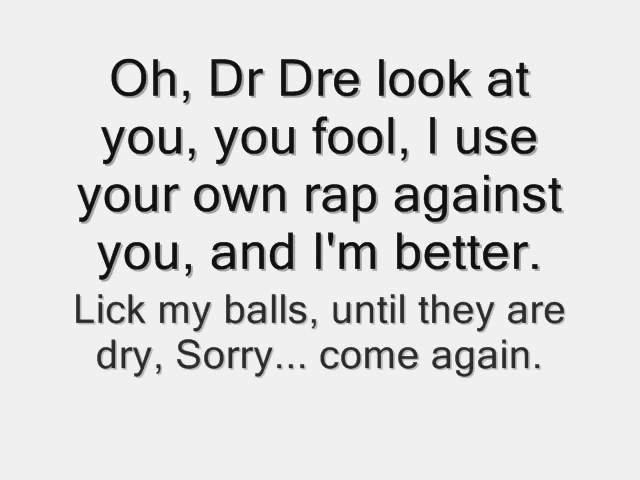 Oh, Dr Dre look at
you, you fool, I use
your own rap against
you, and I'm better.
Lick my balls, until they are
dry, Sorry... come again.